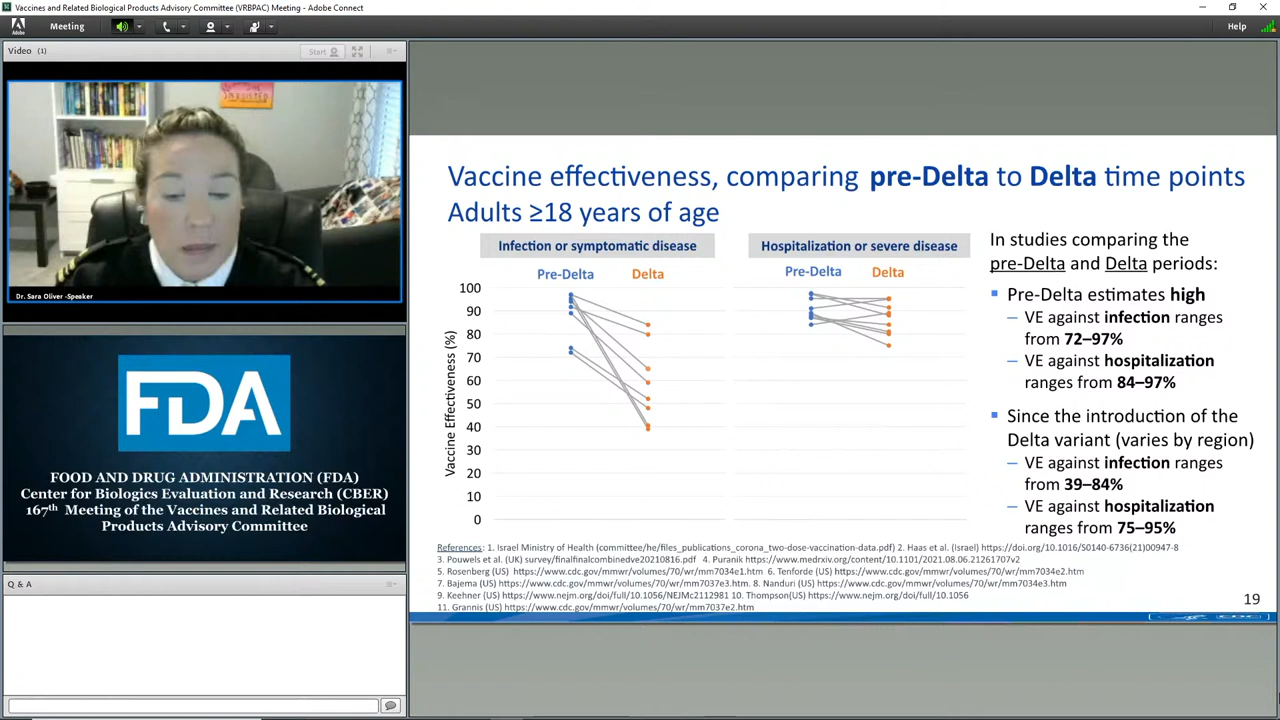 Vaccines and Related Biological Products Advisory Committee (VRBPAC) Meeting - Adobe Connect
Adobe
Meeting
Help
Video (1)
Start
Dr. Sara Oliver -Speaker
FDA
FOOD AND DRUG ADMINISTRATION (FDA)
Center for Biologics Evaluation and Research (CBER)
167th Meeting of the Vaccines and Related Biological
Products Advisory Committee
Q & A
Vaccine effectiveness, comparing pre-Delta to Delta time points
Adults ≥18 years of age
Infection or symptomatic disease
Pre-Delta Delta
Hospitalization or severe disease
Pre-Delta Delta
Vaccine Effectiveness (%)
100
90
80
70
60
50
40
30
20
10
0
In studies comparing the
pre-Delta and Delta periods:
▪ Pre-Delta estimates high
– VE against infection ranges
from 72–97%
– VE against hospitalization
ranges from 84–97%
▪ Since the introduction of the
Delta variant (varies by region)
– VE against infection ranges
from 39–84%
– VE against hospitalization
ranges from 75–95%
References: 1. Israel Ministry of Health (committee/he/files_publications_corona_two-dose-vaccination-data.pdf) 2. Haas et al. (Israel) https://doi.org/10.1016/S0140-6736(21)00947-8
3. Pouwels et al. (UK) survey/finalfinalcombinedve20210816.pdf 4. Puranik https://www.medrxiv.org/content/10.1101/2021.08.06.21261707v2
5. Rosenberg (US) https://www.cdc.gov/mmwr/volumes/70/wr/mm7034e1.htm 6. Tenforde (US) https://www.cdc.gov/mmwr/volumes/70/wr/mm7034e2.htm
7. Bajema (US) https://www.cdc.gov/mmwr/volumes/70/wr/mm7037e3.htm. 8. Nanduri (US) https://www.cdc.gov/mmwr/volumes/70/wr/mm7034e3.htm
9. Keehner (US) https://www.nejm.org/doi/full/10.1056/NEJMc2112981 10. Thompson(US) https://www.nejm.org/doi/full/10.1056
11. Grannis (US) https://www.cdc.gov/mmwr/volumes/70/wr/mm7037e2.htm
19
CDC